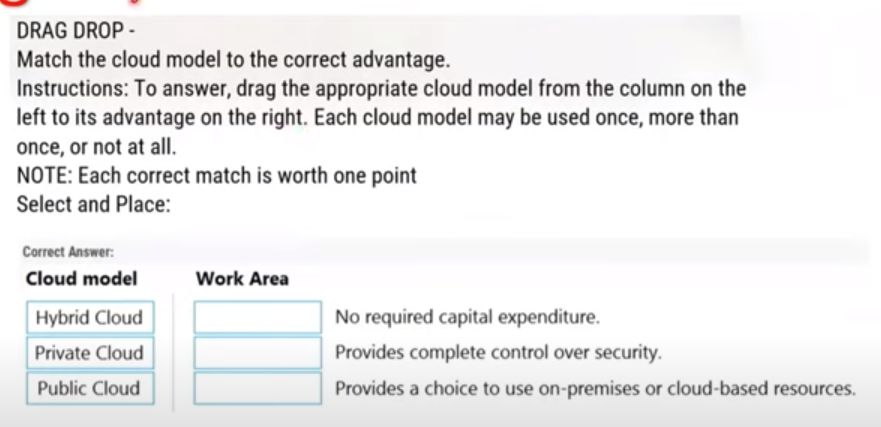 DRAG DROP -
Match the cloud model to the correct advantage.
Instructions: To answer, drag the appropriate cloud model from the column on the
left to its advantage on the right. Each cloud model may be used once, more than
once, or not at all.
NOTE: Each correct match is worth one point
Select and Place:
Correct Answer:
Cloud model Work Area
Hybrid Cloud No required capital expenditure.
Private Cloud Provides complete control over security.
Public Cloud Provides a choice to use on-premises or cloud-based resources.